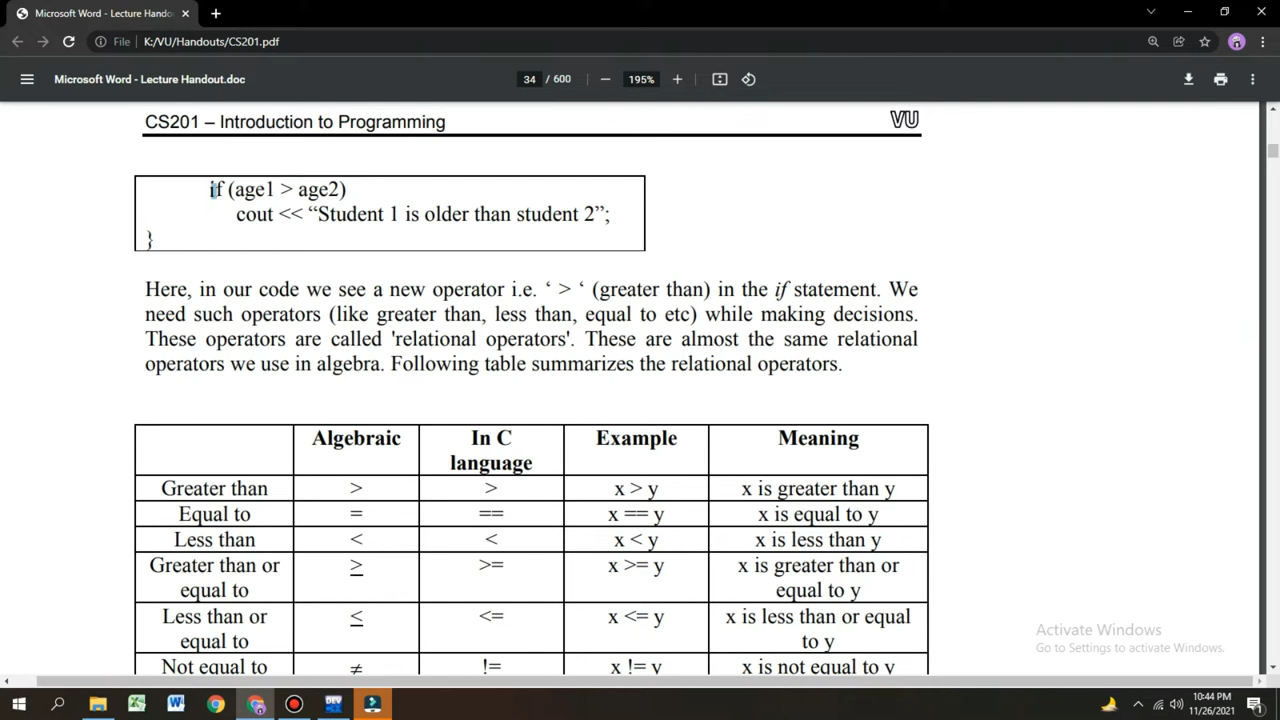 Microsoft Word - Lecture Hando
File K:/VU/Handouts/CS201.pdf
Microsoft Word - Lecture Handout.doc
34 / 600
195%
CS201 – Introduction to Programming
VU
if (age1 > age2)
cout << “Student 1 is older than student 2”;
}
Here, in our code we see a new operator i.e. ‘ > ‘ (greater than) in the if statement. We
need such operators (like greater than, less than, equal to etc) while making decisions.
These operators are called 'relational operators'. These are almost the same relational
operators we use in algebra. Following table summarizes the relational operators.
Algebraic In C language Example Meaning
Greater than > > x > y x is greater than y
Equal to = == x == y x is equal to y
Less than < < x < y x is less than y
Greater than or equal to ≥ >= x >= y x is greater than or equal to y
Less than or equal to ≤ <= x <= y x is less than or equal to y
Not equal to ≠ != x != y x is not equal to y
Activate Windows
Go to Settings to activate Windows.
DEV
10:44 PM
11/26/2021